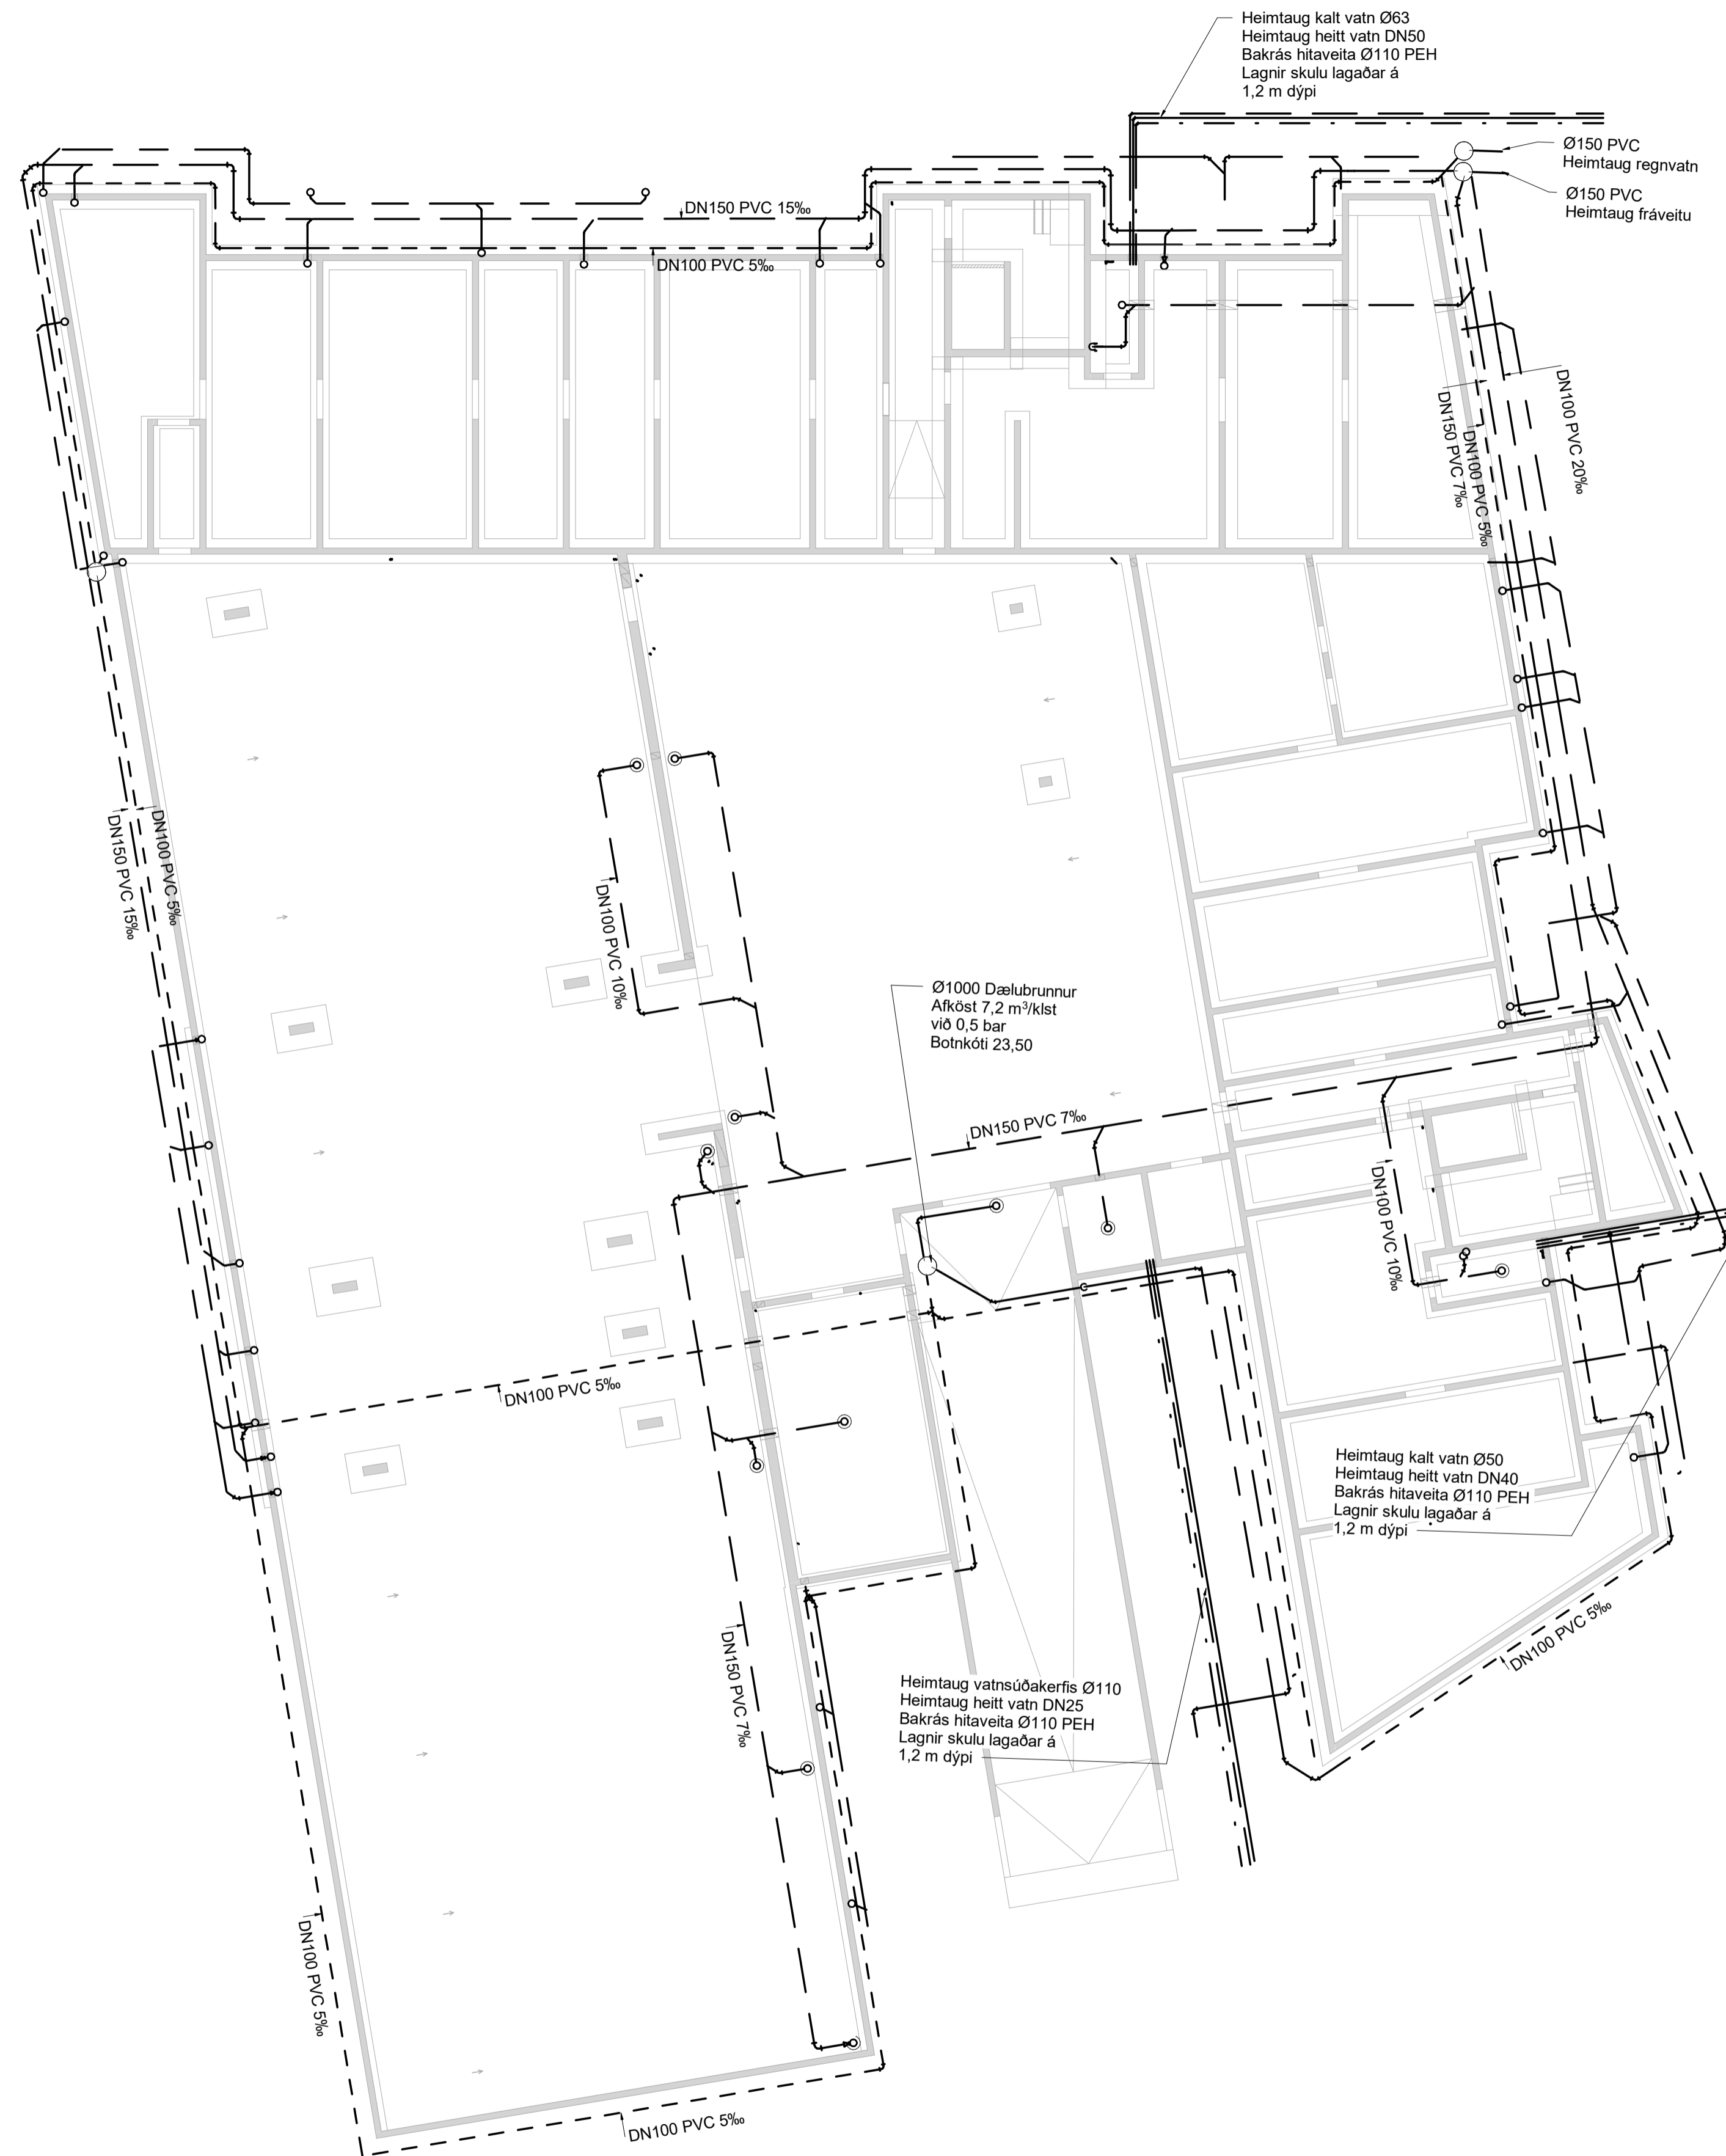 Heimtaug kalt vatn Ø63
Heimtaug heitt vatn DN50
Bakrás hitaveita Ø110 PEH
Lagnir skulu lagaðar á
1,2 m dýpi
Ø150 PVC
Heimtaug regnvatn
Ø150 PVC
Heimtaug fráveitu
DN150 PVC 15‰
DN100 PVC 5‰
DN100 PVC 20‰
DN150 PVC 7‰
DN100 PVC 5‰
DN100 PVC 5‰
DN150 PVC 15‰
DN100 PVC 10‰
Ø1000 Dælubrunnur
Afköst 7,2 m³/klst
við 0,5 bar
Botnkóti 23,50
DN150 PVC 7‰
DN100 PVC 10‰
DN100 PVC 5‰
Heimtaug kalt vatn Ø50
Heimtaug heitt vatn DN40
Bakrás hitaveita Ø110 PEH
Lagnir skulu lagaðar á
1,2 m dýpi
DN100 PVC 5‰
DN150 PVC 7‰
Heimtaug vatnsúðakerfis Ø110
Heimtaug heitt vatn DN25
Bakrás hitaveita Ø110 PEH
Lagnir skulu lagaðar á
1,2 m dýpi
DN100 PVC 5‰
DN100 PVC 5‰